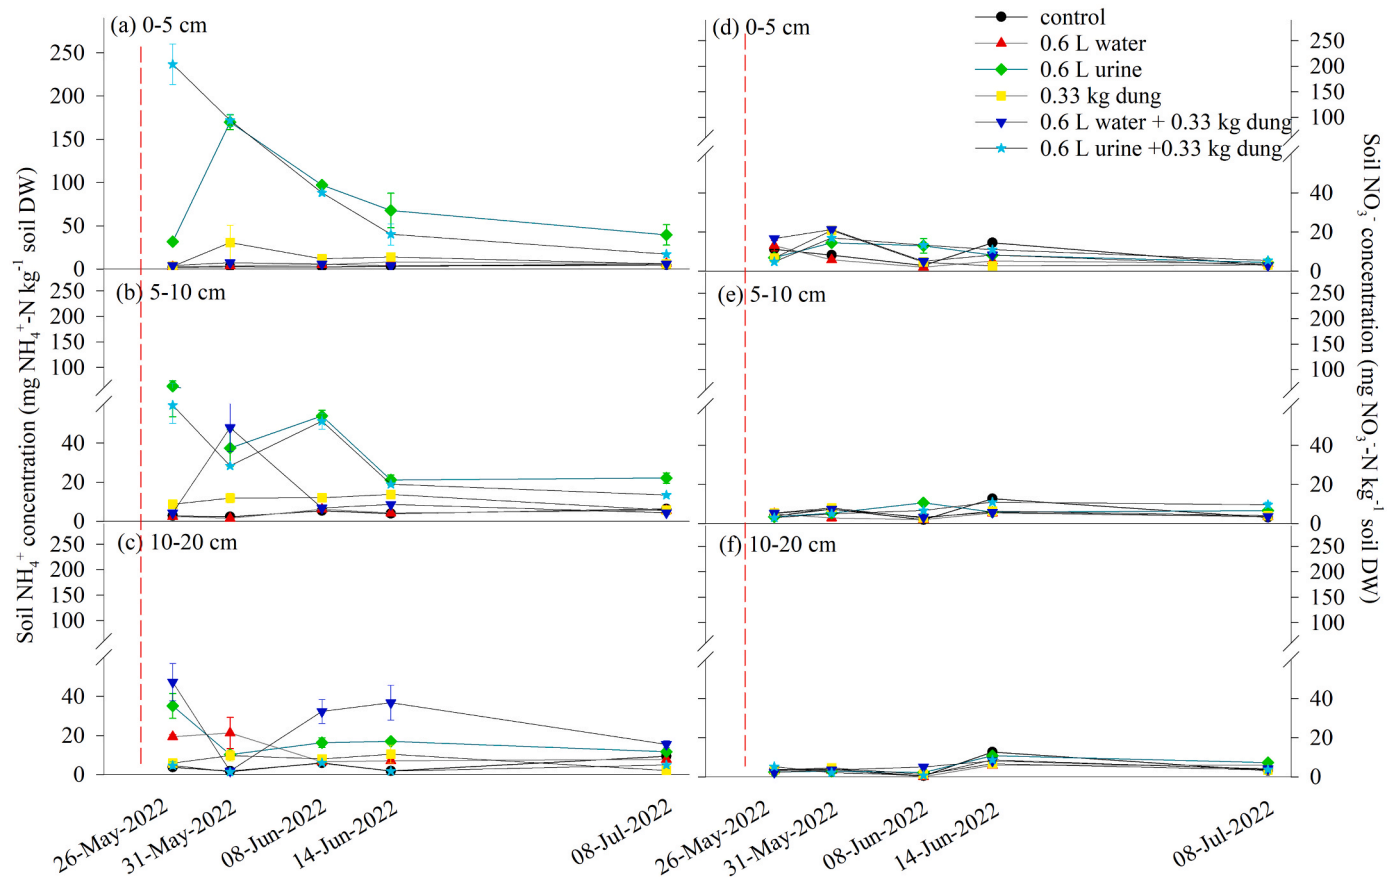 (a) 0-5 cm
250
200
150
100
50
0
(b) 5-10 cm
250
200
150
100
40
20
0
(c) 10-20 cm
250
200
150
100
40
20
0
Soil NH₄⁺ concentration (mg NH₄⁺-N kg⁻¹ soil DW)
26-May-2022
31-May-2022
08-Jun-2022
14-Jun-2022
08-Jul-2022
(d) 0-5 cm
control
0.6 L water
0.6 L urine
0.33 kg dung
0.6 L water + 0.33 kg dung
0.6 L urine +0.33 kg dung
250
200
150
100
40
20
0
(e) 5-10 cm
250
200
150
100
40
20
0
(f) 10-20 cm
250
200
150
100
40
20
0
Soil NO₃⁻ concentration (mg NO₃⁻-N kg⁻¹ soil DW)
26-May-2022
31-May-2022
08-Jun-2022
14-Jun-2022
08-Jul-2022